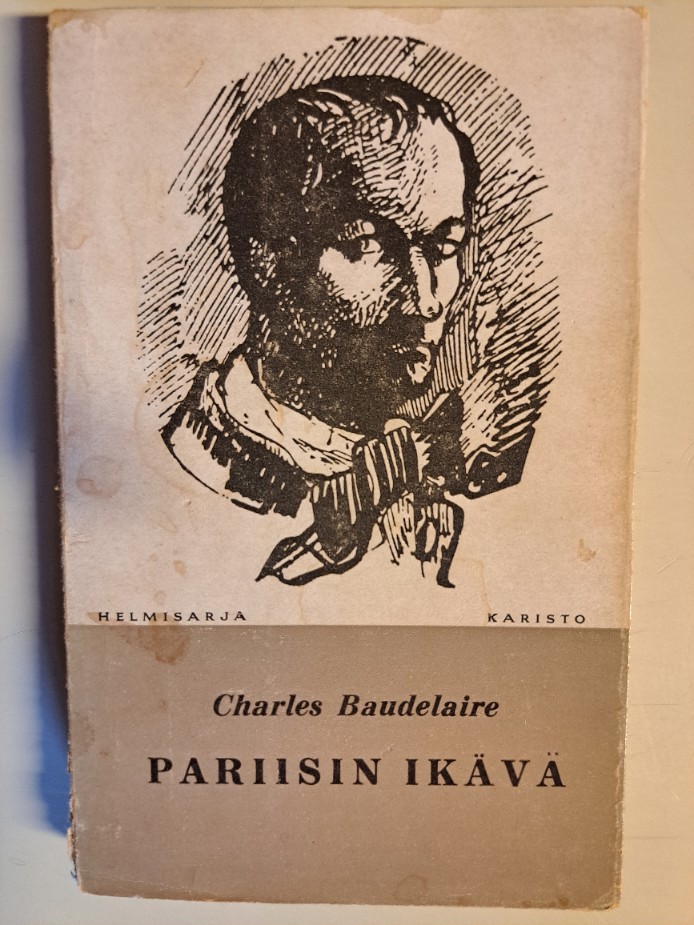 HELMISARJA KARISTO
Charles Baudelaire
PARIISIN IKÄVÄ